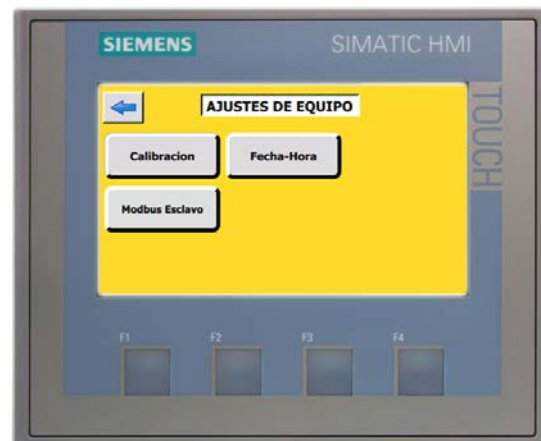 SIEMENS
SIMATIC HMI
TOUCH
AJUSTES DE EQUIPO
Calibracion
Fecha-Hora
Modbus Esclavo
F1
F2
F3
F4